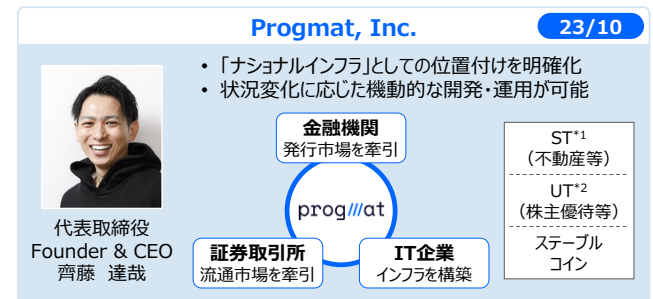 Progmat, Inc.
23/10
• 「ナショナルインフラ」としての位置付けを明確化
• 状況変化に応じた機動的な開発・運用が可能
代表取締役
Founder & CEO
齊藤 達哉
金融機関
発行市場を牽引
progmat
証券取引所
流通市場を牽引
IT企業
インフラを構築
ST*1
（不動産等）
UT*2
（株主優待等）
ステーブル
コイン